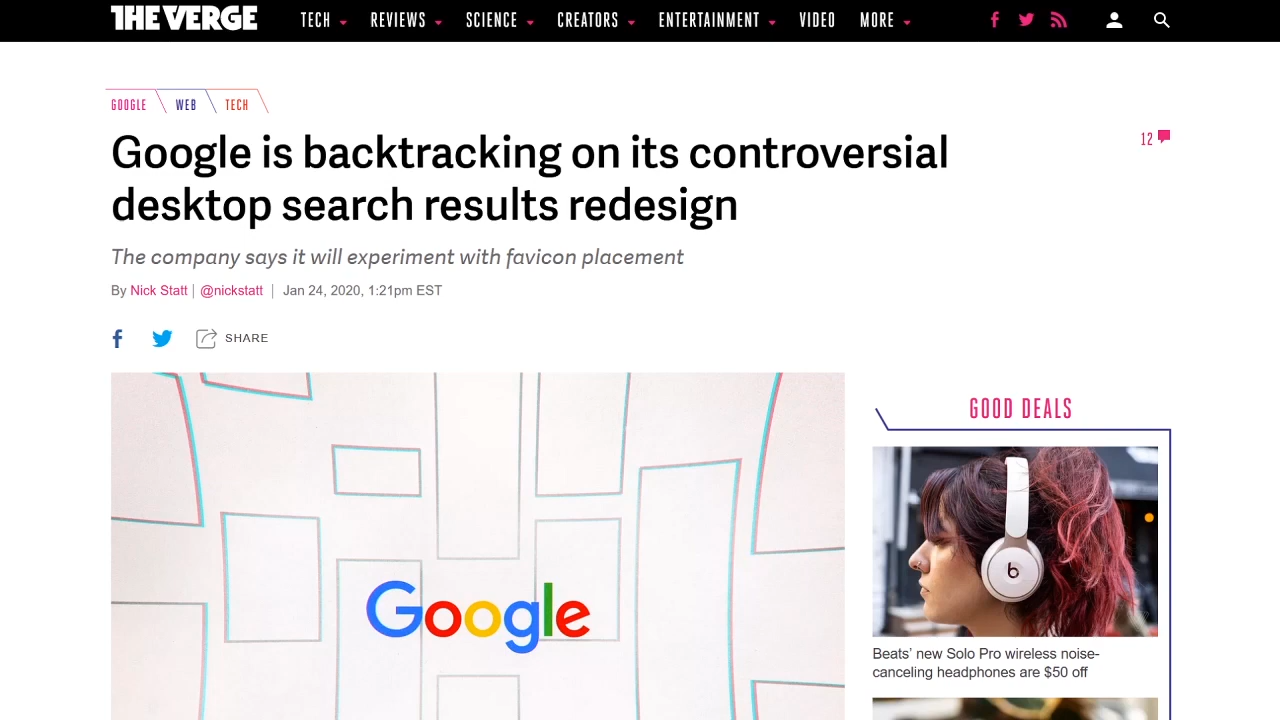 THE VERGE
TECH REVIEWS SCIENCE CREATORS ENTERTAINMENT VIDEO MORE
GOOGLE WEB TECH
Google is backtracking on its controversial
desktop search results redesign
12
The company says it will experiment with favicon placement
By Nick Statt | @nickstatt | Jan 24, 2020, 1:21pm EST
SHARE
Google
GOOD DEALS
b
Beats’ new Solo Pro wireless noise-
canceling headphones are $50 off